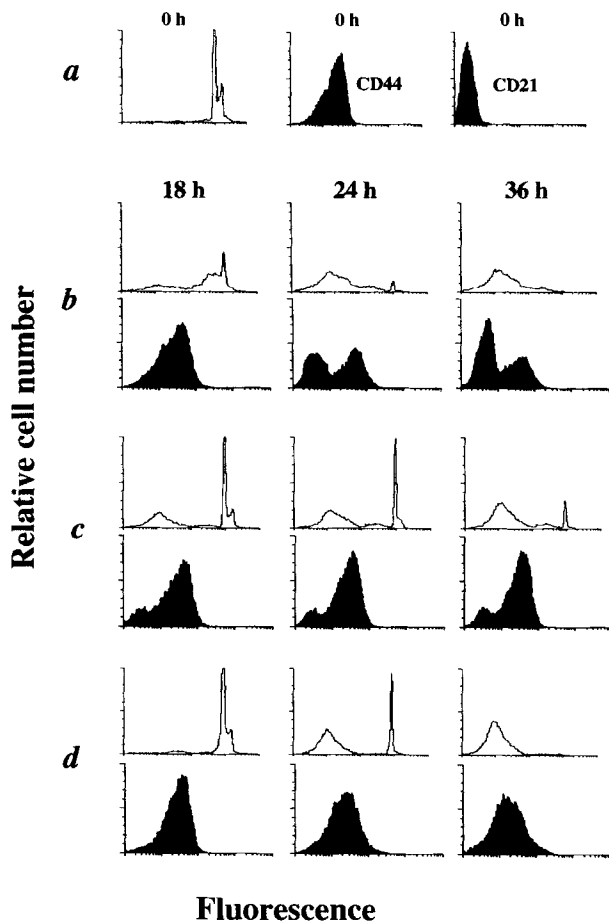 0 h 0 h 0 h
a
CD44
CD21
18 h 24 h 36 h
b
c
d
Relative cell number
Fluorescence